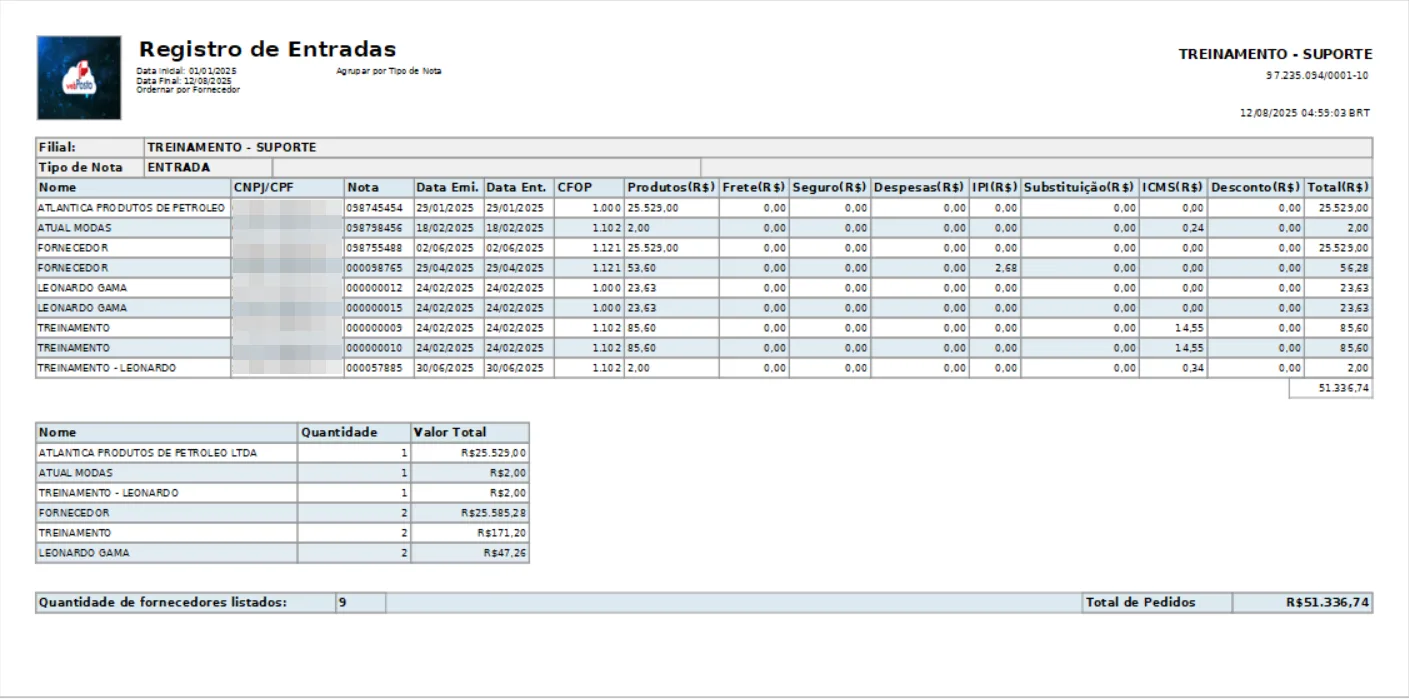 webPosto
Registro de Entradas
Data Inicial: 01/01/2025 Agrupar por Tipo de Nota
Data Final: 12/08/2025
Ordernar por Fornecedor
TREINAMENTO - SUPORTE
97.235.094/0001-10
12/08/2025 04:59:03 BRT
Filial: TREINAMENTO - SUPORTE
Tipo de Nota ENTRADA
Nome CNPJ/CPF Nota Data Emi. Data Ent. CFOP Produtos(R$) Frete(R$) Seguro(R$) Despesas(R$) IPI(R$) Substituição(R$) ICMS(R$) Desconto(R$) Total(R$)
ATLANTICA PRODUTOS DE PETROLEO 098745454 29/01/2025 29/01/2025 1.000 25.529,00 0,00 0,00 0,00 0,00 0,00 0,00 0,00 25.529,00
ATUAL MODAS 098758456 18/02/2025 18/02/2025 1.102 2,00 0,00 0,00 0,00 0,00 0,00 0,24 0,00 2,00
FORNECEDOR 098755488 02/06/2025 02/06/2025 1.121 25.529,00 0,00 0,00 0,00 0,00 0,00 0,00 0,00 25.529,00
FORNECEDOR 000098765 29/04/2025 29/04/2025 1.121 53,60 0,00 0,00 0,00 2,68 0,00 0,00 0,00 56,28
LEONARDO GAMA 000000012 24/02/2025 24/02/2025 1.000 23,63 0,00 0,00 0,00 0,00 0,00 0,00 0,00 23,63
LEONARDO GAMA 000000015 24/02/2025 24/02/2025 1.000 23,63 0,00 0,00 0,00 0,00 0,00 0,00 0,00 23,63
TREINAMENTO 000000009 24/02/2025 24/02/2025 1.102 85,60 0,00 0,00 0,00 0,00 0,00 14,55 0,00 85,60
TREINAMENTO 000000010 24/02/2025 24/02/2025 1.102 85,60 0,00 0,00 0,00 0,00 0,00 14,55 0,00 85,60
TREINAMENTO - LEONARDO 000057885 30/06/2025 30/06/2025 1.102 2,00 0,00 0,00 0,00 0,00 0,00 0,34 0,00 2,00
51.336,74
Nome Quantidade Valor Total
ATLANTICA PRODUTOS DE PETROLEO LTDA 1 R$25.529,00
ATUAL MODAS 1 R$2,00
TREINAMENTO - LEONARDO 1 R$2,00
FORNECEDOR 2 R$25.585,28
TREINAMENTO 2 R$171,20
LEONARDO GAMA 2 R$47,26
Quantidade de fornecedores listados: 9 Total de Pedidos R$51.336,74